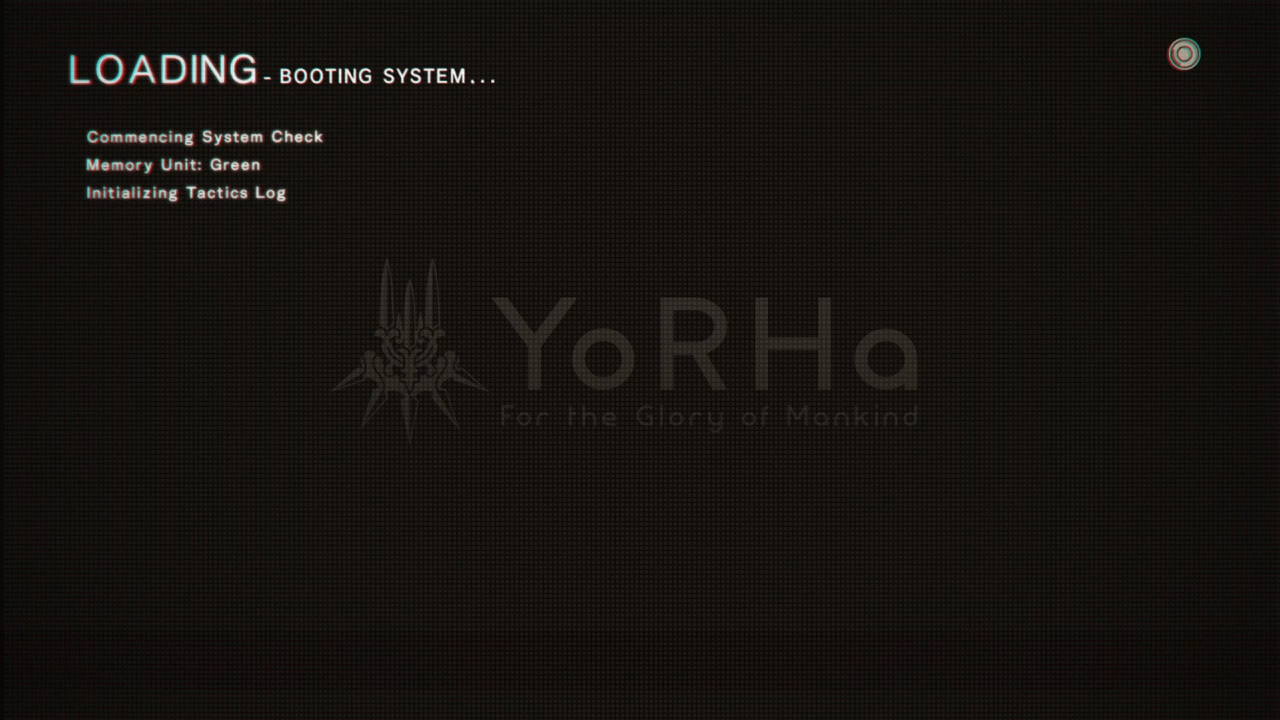 LOADING - BOOTING SYSTEM...
Commencing System Check
Memory Unit: Green
Initializing Tactics Log
YoRHa
For the Glory of Mankind